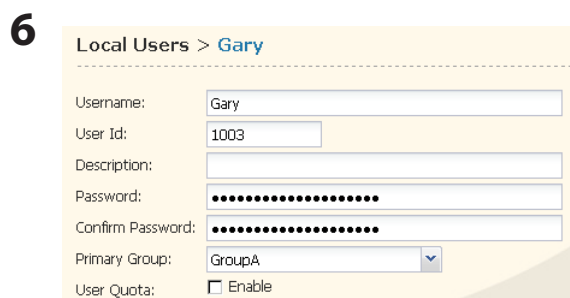 6
Local Users > Gary
Username: Gary
User Id: 1003
Description:
Password: ••••••••••••••••••••
Confirm Password: ••••••••••••••••••••
Primary Group: GroupA
User Quota: Enable